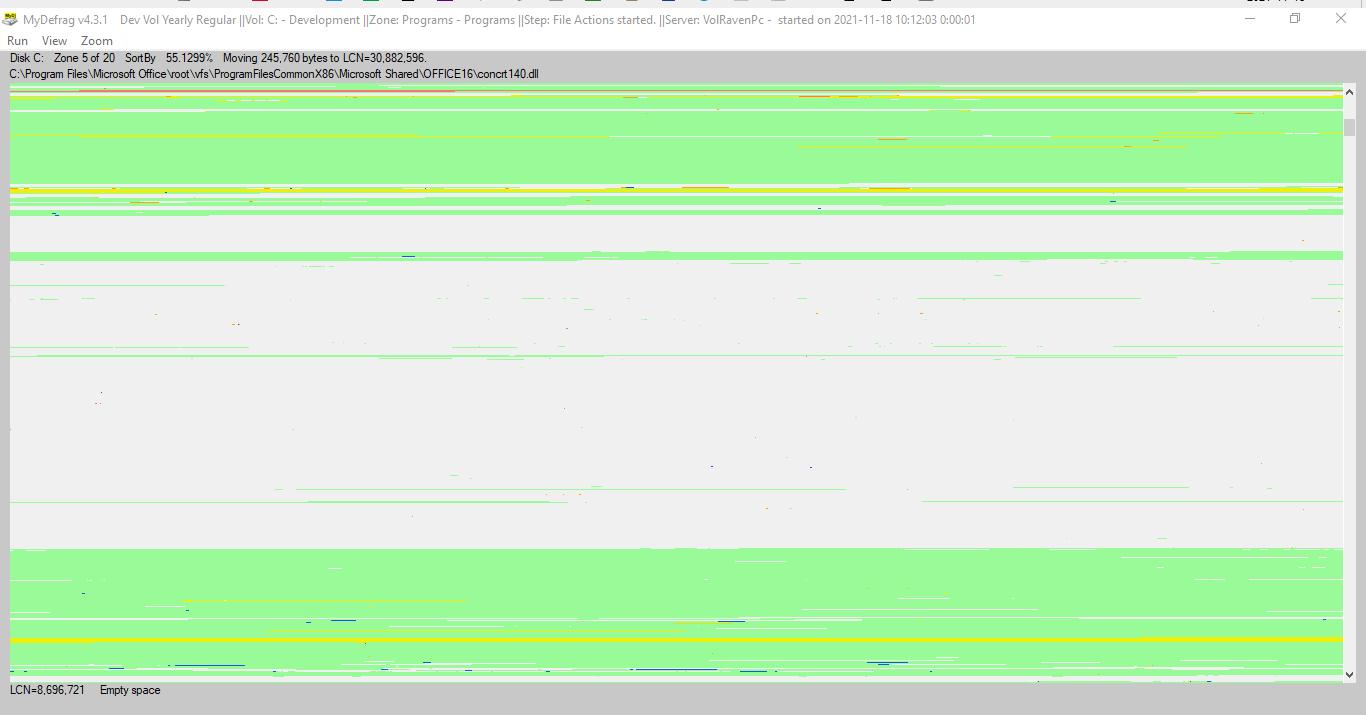 MyDefrag v4.3.1 Dev Vol Yearly Regular ||Vol: C: - Development ||Zone: Programs - Programs ||Step: File Actions started. ||Server: VolRavenPc - started on 2021-11-18 10:12:03 0:00:01
Run View Zoom
Disk C: Zone 5 of 20 SortBy 55.1299% Moving 245,760 bytes to LCN=30,882,596.
C:\Program Files\Microsoft Office\root\vfs\ProgramFilesCommonX86\Microsoft Shared\OFFICE16\concrt140.dll
LCN=8,696,721 Empty space